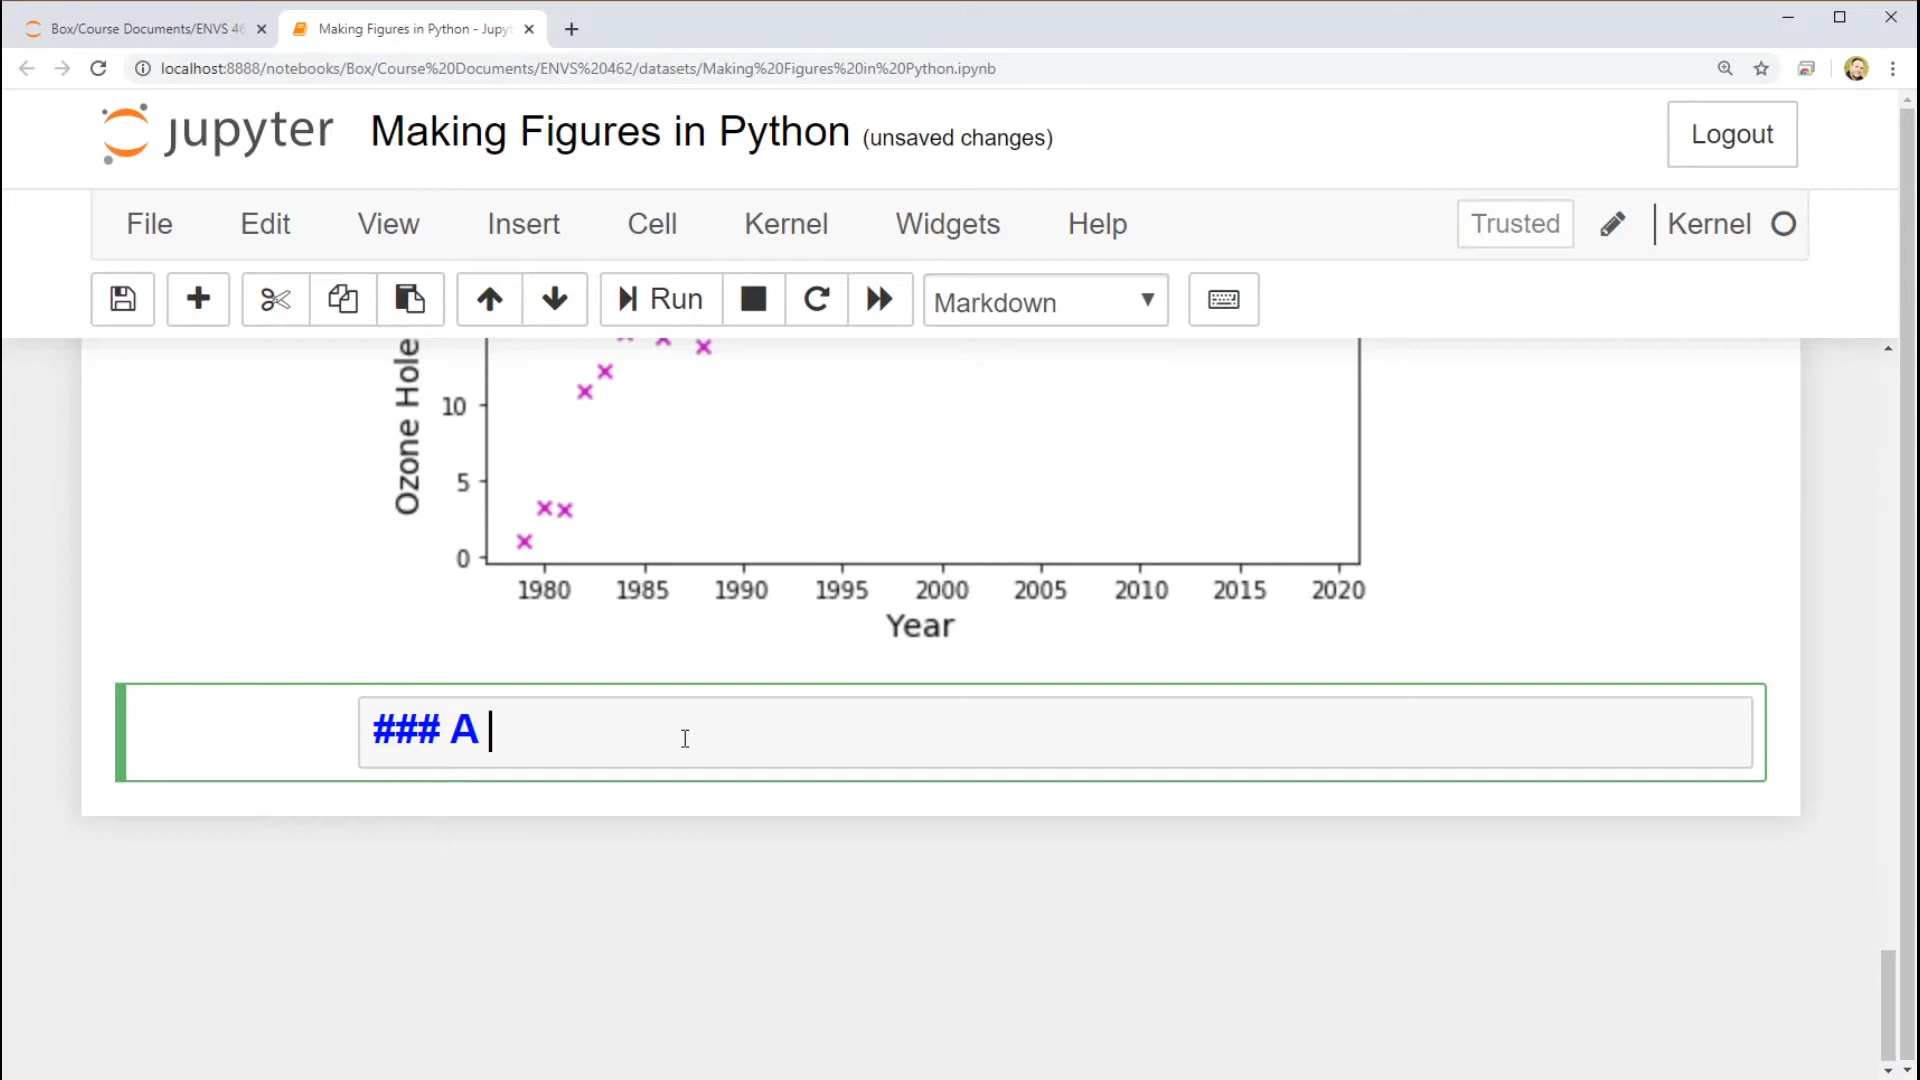 Box/Course Documents/ENVS 46
Making Figures in Python - Jupyt
localhost:8888/notebooks/Box/Course%20Documents/ENVS%20462/datasets/Making%20Figures%20in%20Python.ipynb
jupyter Making Figures in Python (unsaved changes) Logout
File Edit View Insert Cell Kernel Widgets Help Trusted Kernel
Run Markdown
Ozone Hole
10
5
0
1980 1985 1990 1995 2000 2005 2010 2015 2020
Year
### A